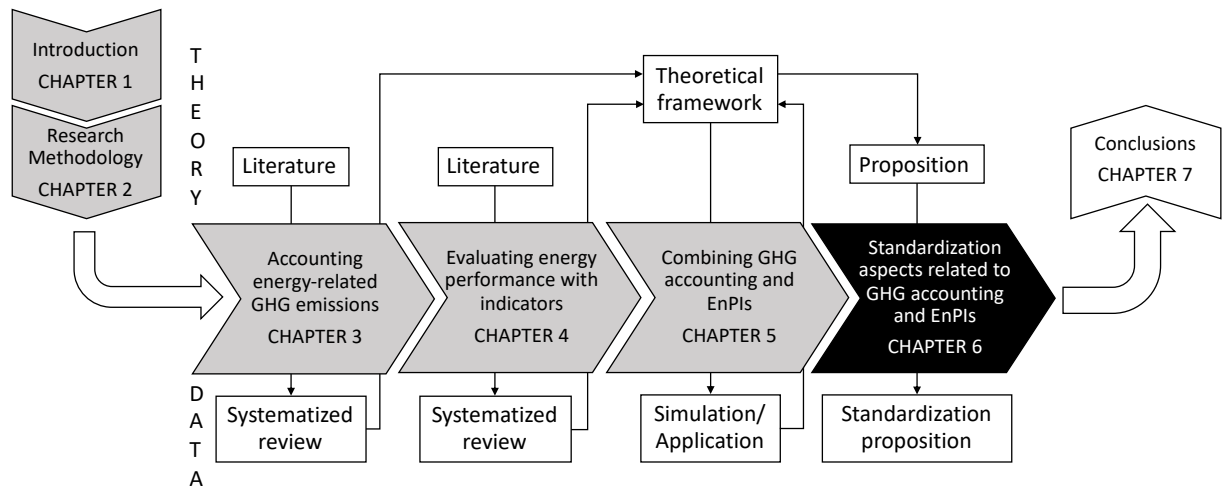 Introduction
CHAPTER 1
Research
Methodology
CHAPTER 2
T
H
E
O
R
Y
Literature
Literature
Theoretical
framework
Proposition
Conclusions
CHAPTER 7
Accounting
energy-related
GHG emissions
CHAPTER 3
Evaluating energy
performance with
indicators
CHAPTER 4
Combining GHG
accounting
and EnPIs
CHAPTER 5
Standardization
aspects related to
GHG accounting
and EnPIs
CHAPTER 6
D
A
T
A
Systematized
review
Systematized
review
Simulation/
Application
Standardization
proposition